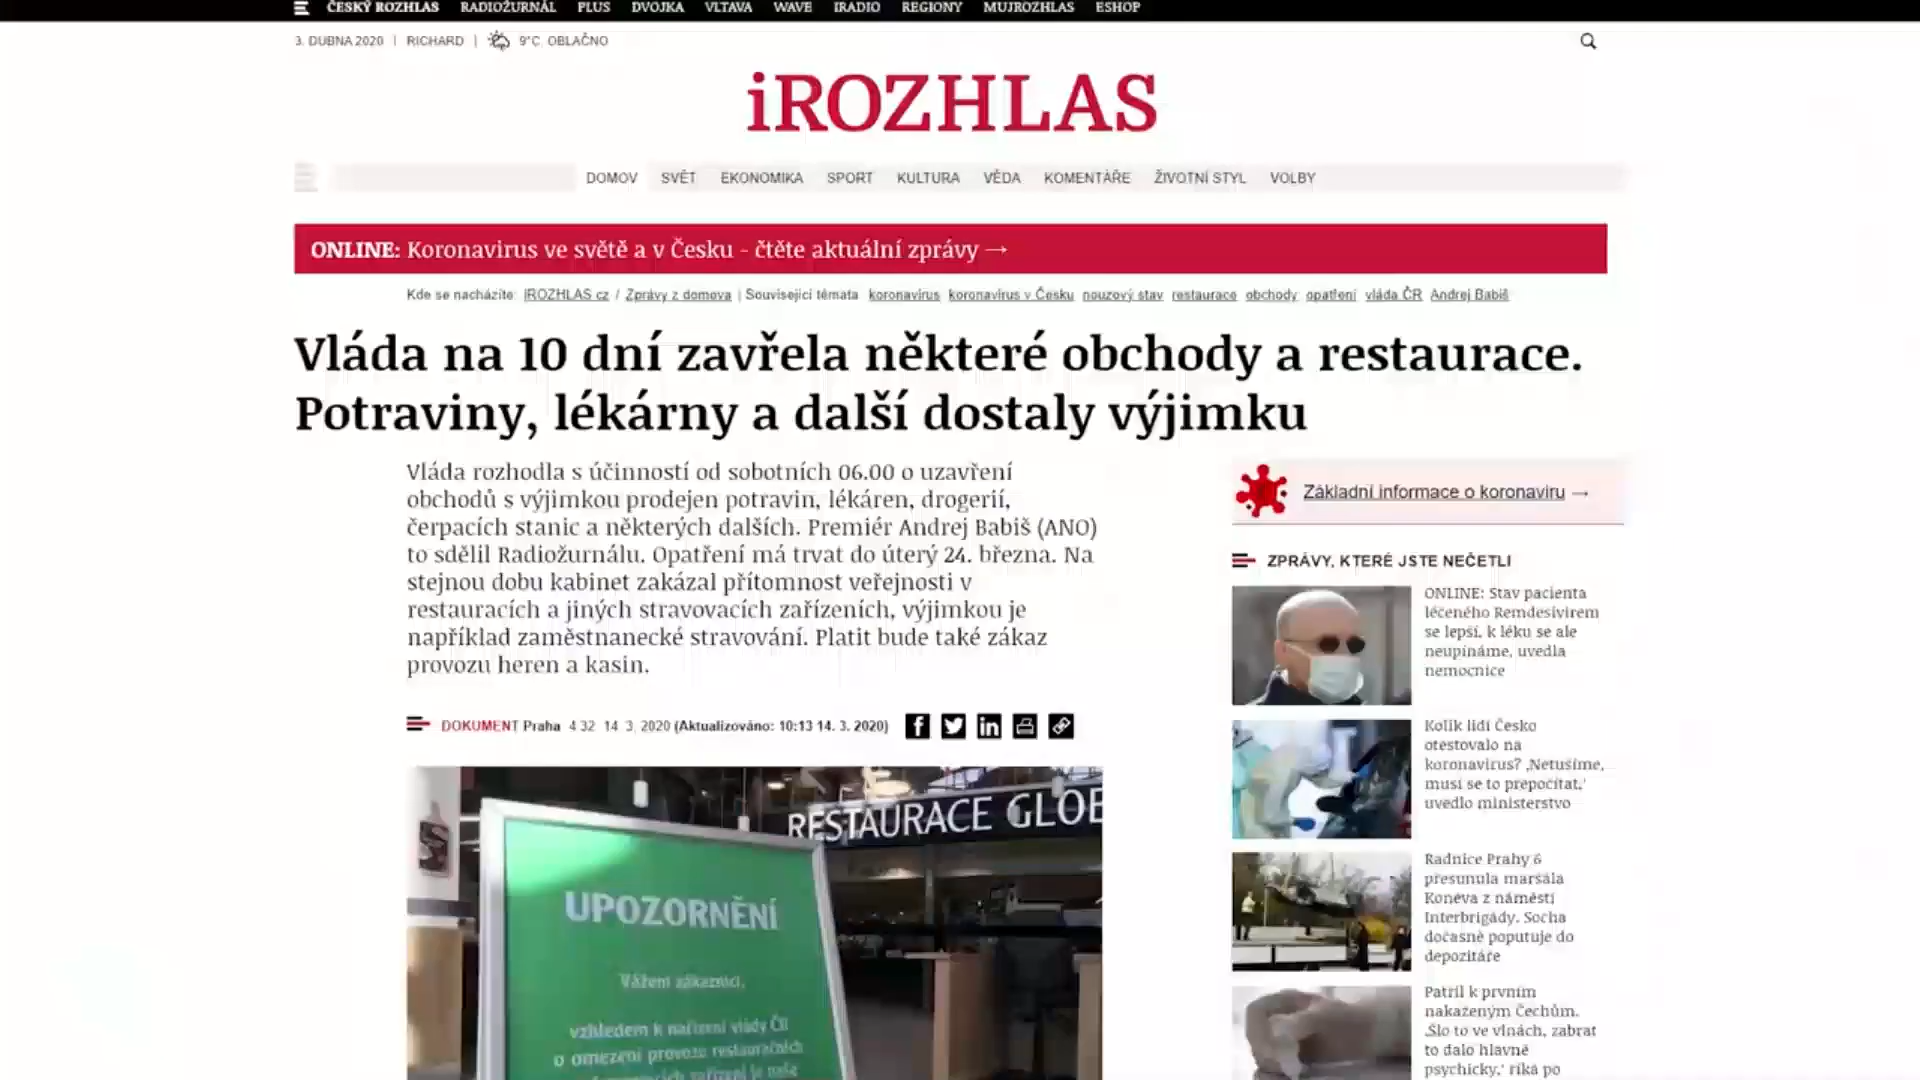 ČESKÝ ROZHLAS RADIOŽURNÁL PLUS DVOJKA VLTAVA WAVE IRADIO REGIONY MUJROZHLAS ESHOP
3. DUBNA 2020 | RICHARD | 9°C OBLAČNO
iROZHLAS
DOMOV SVĚT EKONOMIKA SPORT KULTURA VĚDA KOMENTÁŘE ŽIVOTNÍ STYL VOLBY
ONLINE: Koronavirus ve světě a v Česku - čtěte aktuální zprávy →
Kde se nacházíte: iROZHLAS.cz / Zprávy z domova | Související témata koronavirus koronavirus v Česku nouzový stav restaurace obchody opatření vláda ČR Andrej Babiš
Vláda na 10 dní zavřela některé obchody a restaurace.
Potraviny, lékárny a další dostaly výjimku
Vláda rozhodla s účinností od sobotních 06.00 o uzavření
obchodů s výjimkou prodejen potravin, lékáren, drogerií,
čerpacích stanic a některých dalších. Premiér Andrej Babiš (ANO)
to sdělil Radiožurnálu. Opatření má trvat do úterý 24. března. Na
stejnou dobu kabinet zakázal přítomnost veřejnosti v
restauracích a jiných stravovacích zařízeních, výjimkou je
například zaměstnanecké stravování. Platit bude také zákaz
provozu heren a kasin.
DOKUMENT Praha 4 32 14 3. 2020 (Aktualizováno: 10:13 14. 3. 2020)
RESTAURACE GLOB
UPOZORNĚNÍ
Vážení zákazníci,
vzhledem k nařízení vlády ČR
o omezení provozu restauračních
zařízení je naše
Základní informace o koronaviru →
ZPRÁVY, KTERÉ JSTE NEČETLI
ONLINE: Stav pacienta
léčeného Remdesivirem
se lepší, k léku se ale
neupínáme, uvedla
nemocnice
Kolik lidí Česko
otestovalo na
koronavirus? ‚Netušíme,
musí se to přepočítat,'
uvedlo ministerstvo
Radnice Prahy 6
přesunula maršála
Koněva z náměstí
Interbrigády. Socha
dočasně poputuje do
depozitáře
Patřil k prvním
nakaženým Čechům.
‚Šlo to ve vlnách, zabrat
to dalo hlavně
psychicky,' říká po